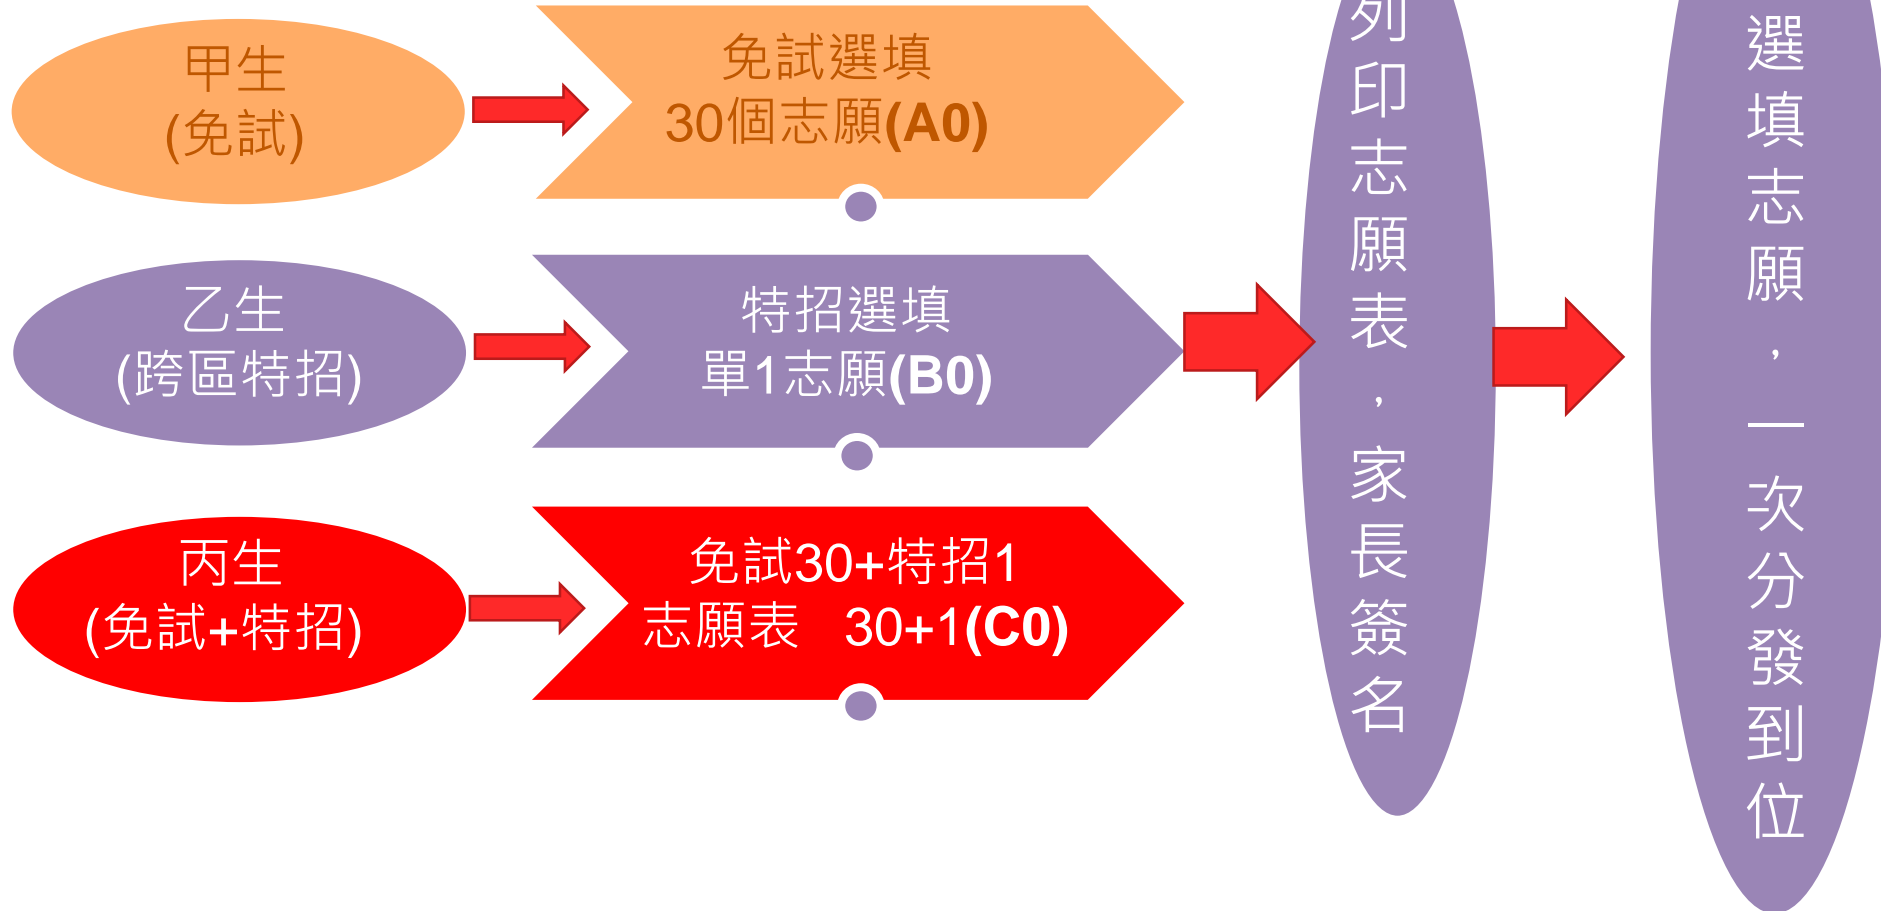 甲生
(免試)
免試選填
30個志願(A0)
乙生
(跨區特招)
特招選填
單1志願(B0)
丙生
(免試+特招)
免試30+特招1
志願表 30+1(C0)
列印志願表，家長簽名
選填志願，一次分發到位